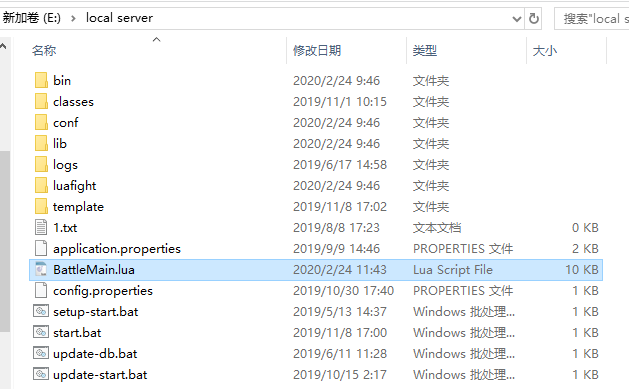 新加卷 (E:) > local server 搜索"local s
名称 修改日期 类型 大小
bin 2020/2/24 9:46 文件夹
classes 2019/11/1 10:15 文件夹
conf 2020/2/24 9:46 文件夹
lib 2020/2/24 9:46 文件夹
logs 2019/6/17 14:58 文件夹
luafight 2020/2/24 9:46 文件夹
template 2019/11/8 17:02 文件夹
1.txt 2019/8/8 17:23 文本文档 0 KB
application.properties 2019/9/9 14:46 PROPERTIES 文件 2 KB
BattleMain.lua 2020/2/24 11:43 Lua Script File 10 KB
config.properties 2019/10/30 17:40 PROPERTIES 文件 1 KB
setup-start.bat 2019/5/13 14:37 Windows 批处理... 1 KB
start.bat 2019/11/8 17:00 Windows 批处理... 1 KB
update-db.bat 2019/6/11 11:28 Windows 批处理... 1 KB
update-start.bat 2019/10/15 2:17 Windows 批处理... 1 KB